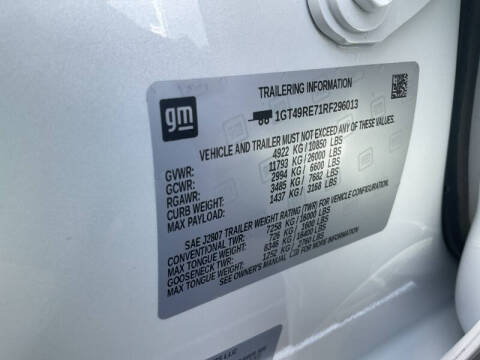 gm
TRAILERING INFORMATION
1GT49RE71RF296013
VEHICLE AND TRAILER MUST NOT EXCEED ANY OF THESE VALUES.
GVWR: 4922 KG/10850 LBS
GCWR: 11793 KG/ 26000 LBS
RGAWR: 2994 KG/ 6600 LBS
CURB WEIGHT: 3485 KG/ 7682 LBS
MAX PAYLOAD: 1437 KG/ 3168 LBS
SAE J2807 TRAILER WEIGHT RATING (TWR) FOR VEHICLE CONFIGURATION.
CONVENTIONAL TWR: 7258 KG/16000 LBS
MAX TONGUE WEIGHT: 726 KG/ 1600 LBS
GOOSENECK TWR: 8346 KG/18400 LBS
MAX TONGUE WEIGHT: 1252 KG/ 2760 LBS
SEE OWNER'S MANUAL FOR MORE INFORMATION
LLC